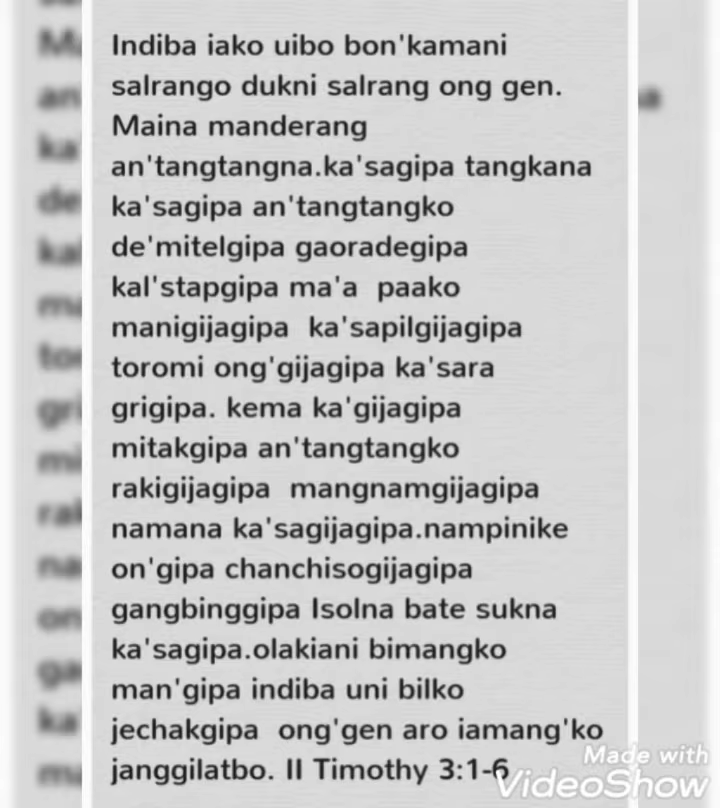 Indiba iako uibo bon'kamani
salrango dukni salrang ong gen.
Maina manderang
an'tangtangna.ka'sagipa tangkana
ka'sagipa an'tangtangko
de'mitelgipa gaoradegipa
kal'stapgipa ma'a paako
manigijagipa ka'sapilgijagipa
toromi ong'gijagipa ka'sara
grigipa. kema ka'gijagipa
mitakgipa an'tangtangko
rakigijagipa mangnamgijagipa
namana ka'sagijagipa.nampinike
on'gipa chanchisogijagipa
gangbinggipa Isolna bate sukna
ka'sagipa.olakiani bimangko
man'gipa indiba uni bilko
jechakgipa ong'gen aro iamang'ko
janggilatbo. II Timothy 3:1-6
Made with
VideoShow